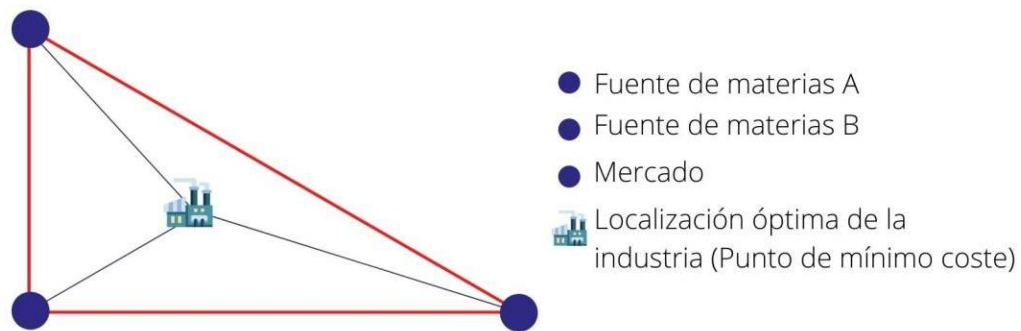 Fuente de materias A
Fuente de materias B
Mercado
Localización óptima de la
industria (Punto de mínimo coste)